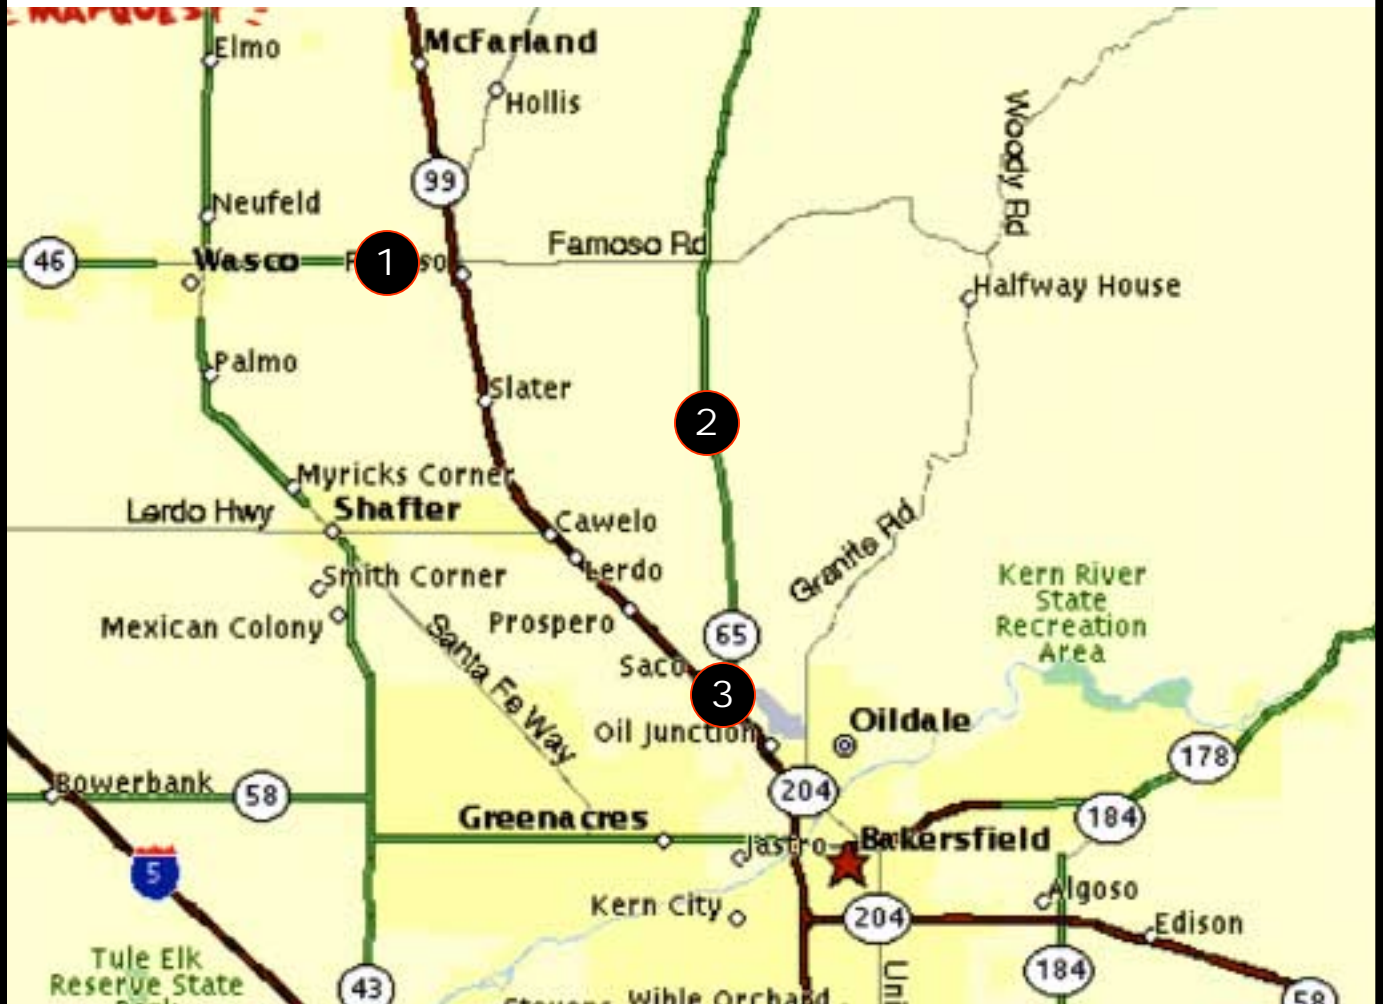 MAPQUEST
Elmo
McFarland
Hollis
Woody Rd
99
Neufeld
Famoso Rd
46
Wasco
1
Halfway House
Palmo
Slater
2
Myricks Corner
Lerdo Hwy
Shafter
Cawelo
Granite Rd
Smith Corner
Lerdo
Kern River
State
Recreation
Area
Mexican Colony
Prospero
65
Santa Fe Way
Saco
3
Oil Junction
Oildale
178
Bowerbank
58
204
184
Greenacres
Jastro
Bakersfield
5
Kern City
204
Algoso
Edison
Tule Elk
Reserve State
Park
184
43
58
Wible Orchard